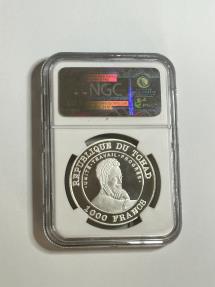 NGC
REPUBLIQUE DU TCHAD
UNITE-TRAVAIL-PROGRES
1000 FRANCS